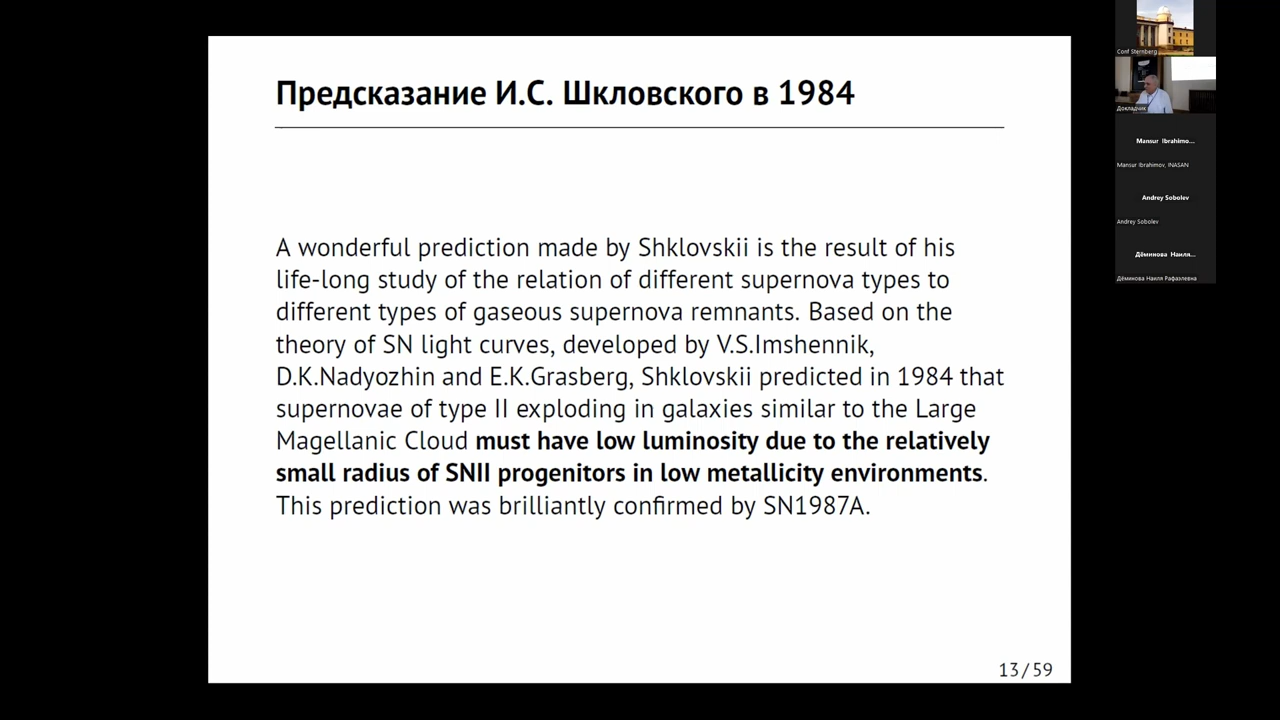 Предсказание И.С. Шкловского в 1984
A wonderful prediction made by Shklovskii is the result of his
life-long study of the relation of different supernova types to
different types of gaseous supernova remnants. Based on the
theory of SN light curves, developed by V.S.Imshennik,
D.K.Nadyozhin and E.K.Grasberg, Shklovskii predicted in 1984 that
supernovae of type II exploding in galaxies similar to the Large
Magellanic Cloud must have low luminosity due to the relatively
small radius of SNII progenitors in low metallicity environments.
This prediction was brilliantly confirmed by SN1987A.
13/59
Conf Sternberg
Докладчик
Mansur Ibrahimo...
Mansur Ibrahimov, INASAN
Andrey Sobolev
Andrey Sobolev
Дёминова Наиля...
Дёминова Наиля Рафаэлевна